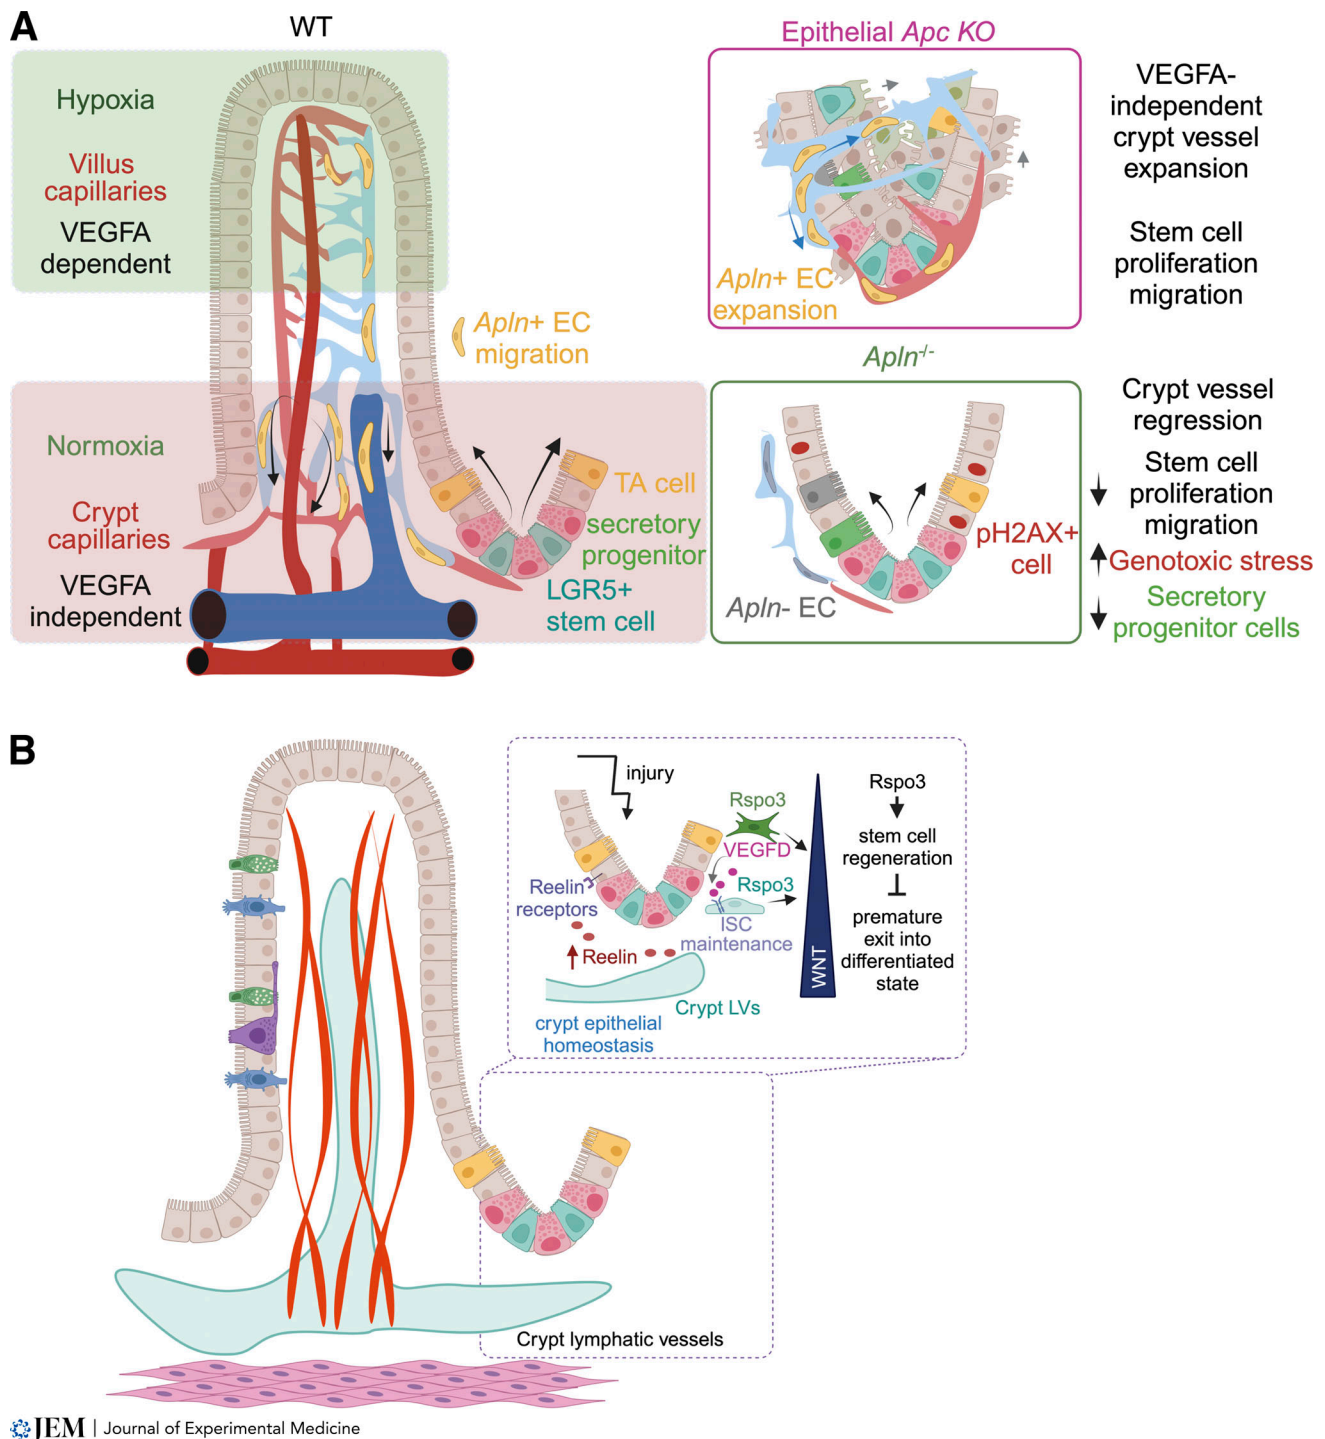 A
WT
Hypoxia
Villus
capillaries
VEGFA
dependent
Apln+ EC
migration
Normoxia
Crypt
capillaries
VEGFA
independent
TA cell
secretory
progenitor
LGR5+
stem cell
Epithelial Apc KO
Apln+ EC
expansion
VEGFA-
independent
crypt vessel
expansion
Stem cell
proliferation
migration
Apln-/-
Apln- EC
pH2AX+
cell
Crypt vessel
regression
Stem cell
proliferation
migration
Genotoxic stress
Secretory
progenitor cells
B
injury
Reelin
receptors
Reelin
Crypt LVs
crypt epithelial
homeostasis
Rspo3
VEGFD
Rspo3
ISC
maintenance
WNT
Rspo3
stem cell
regeneration
premature
exit into
differentiated
state
Crypt lymphatic vessels
JEM | Journal of Experimental Medicine